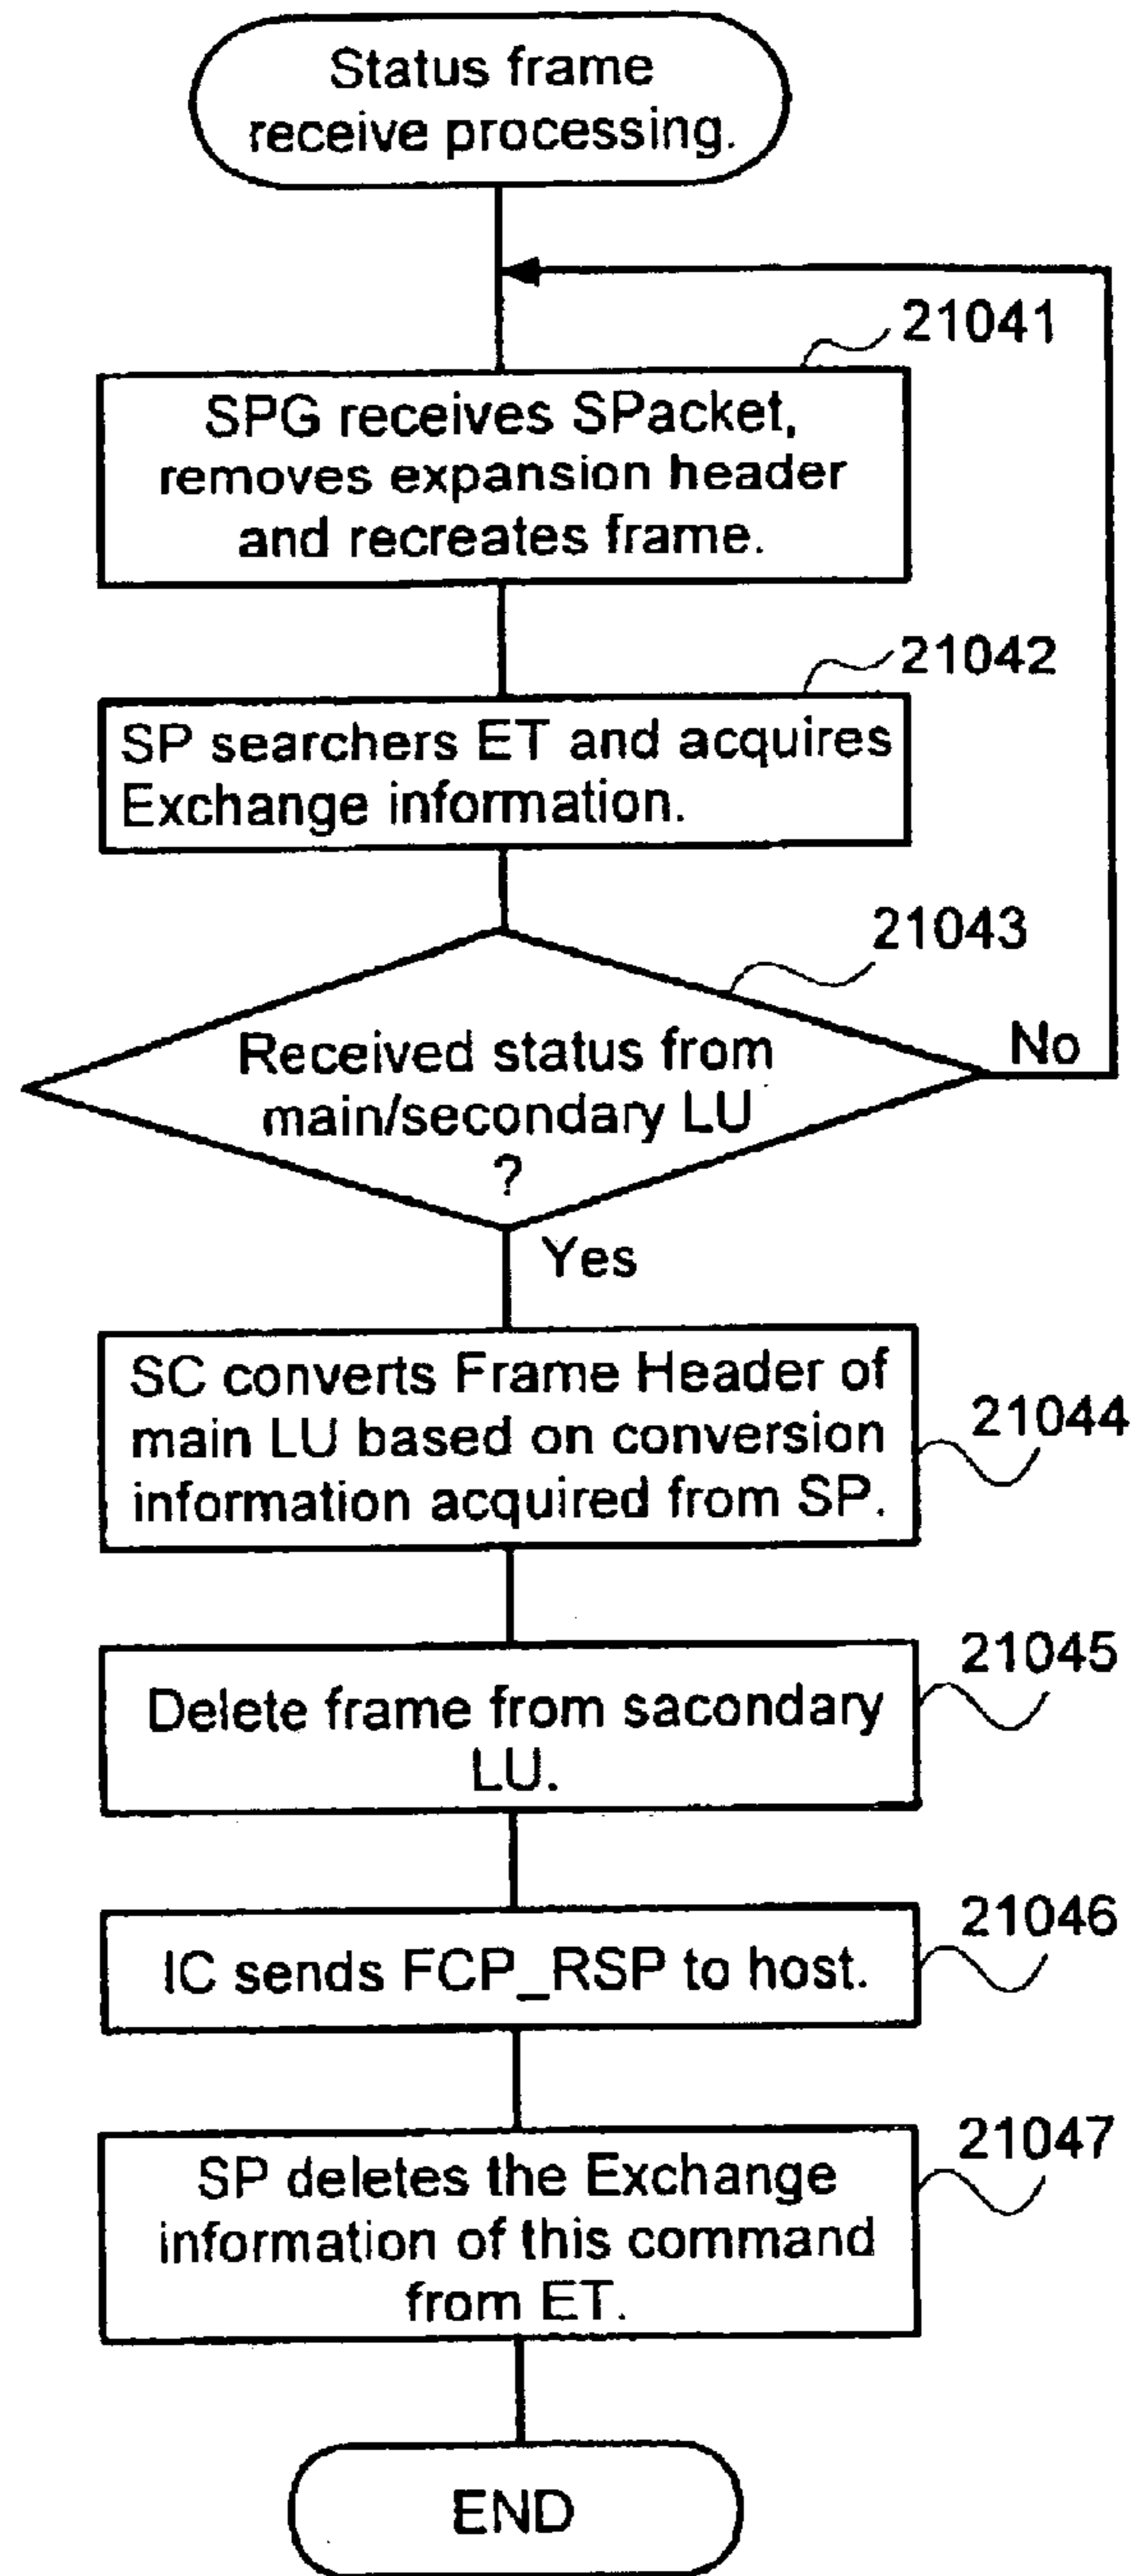 Status frame
receive processing.
21041
SPG receives SPacket,
removes expansion header
and recreates frame.
21042
SP searchers ET and acquires
Exchange information.
21043
Received status from
main/secondary LU
?
No
Yes
SC converts Frame Header of
main LU based on conversion
information acquired from SP.
21044
Delete frame from sacondary
LU.
21045
IC sends FCP_RSP to host.
21046
SP deletes the Exchange
information of this command
from ET.
21047
END